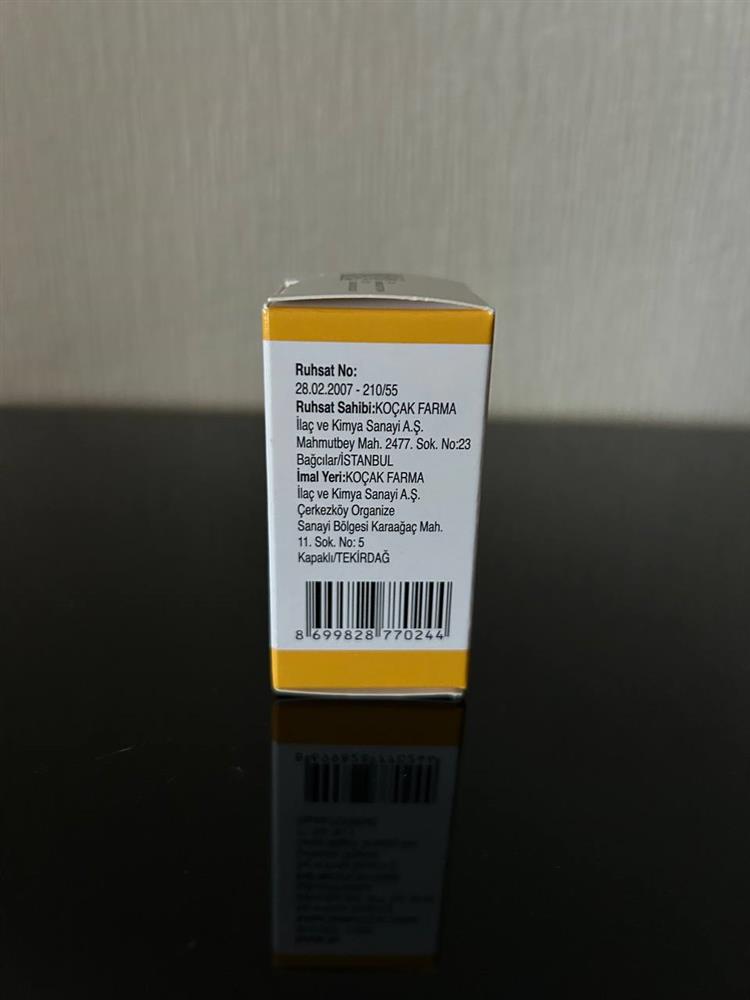 Ruhsat No:
28.02.2007 - 210/55
Ruhsat Sahibi:KOÇAK FARMA
İlaç ve Kimya Sanayi A.Ş.
Mahmutbey Mah. 2477. Sok. No:23
Bağcılar/İSTANBUL
İmal Yeri:KOÇAK FARMA
İlaç ve Kimya Sanayi A.Ş.
Çerkezköy Organize
Sanayi Bölgesi Karaağaç Mah.
11. Sok. No: 5
Kapaklı/TEKİRDAĞ
8 699828 770244